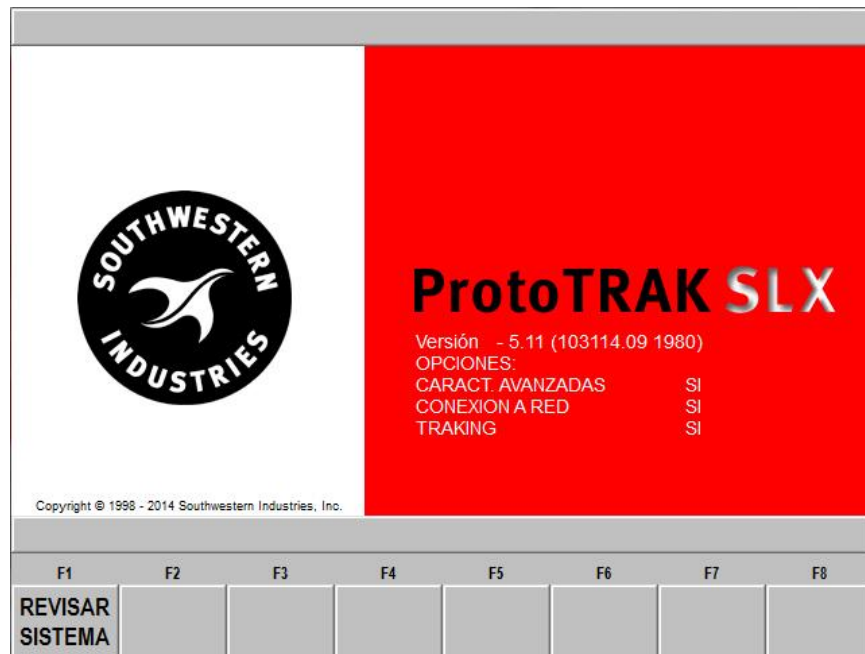 SOUTHWESTERN
INDUSTRIES
ProtoTRAK SLX
Versión - 5.11 (103114.09 1980)
OPCIONES:
CARACT. AVANZADAS SI
CONEXION A RED SI
TRAKING SI
Copyright © 1998 - 2014 Southwestern Industries, Inc.
F1 F2 F3 F4 F5 F6 F7 F8
REVISAR
SISTEMA